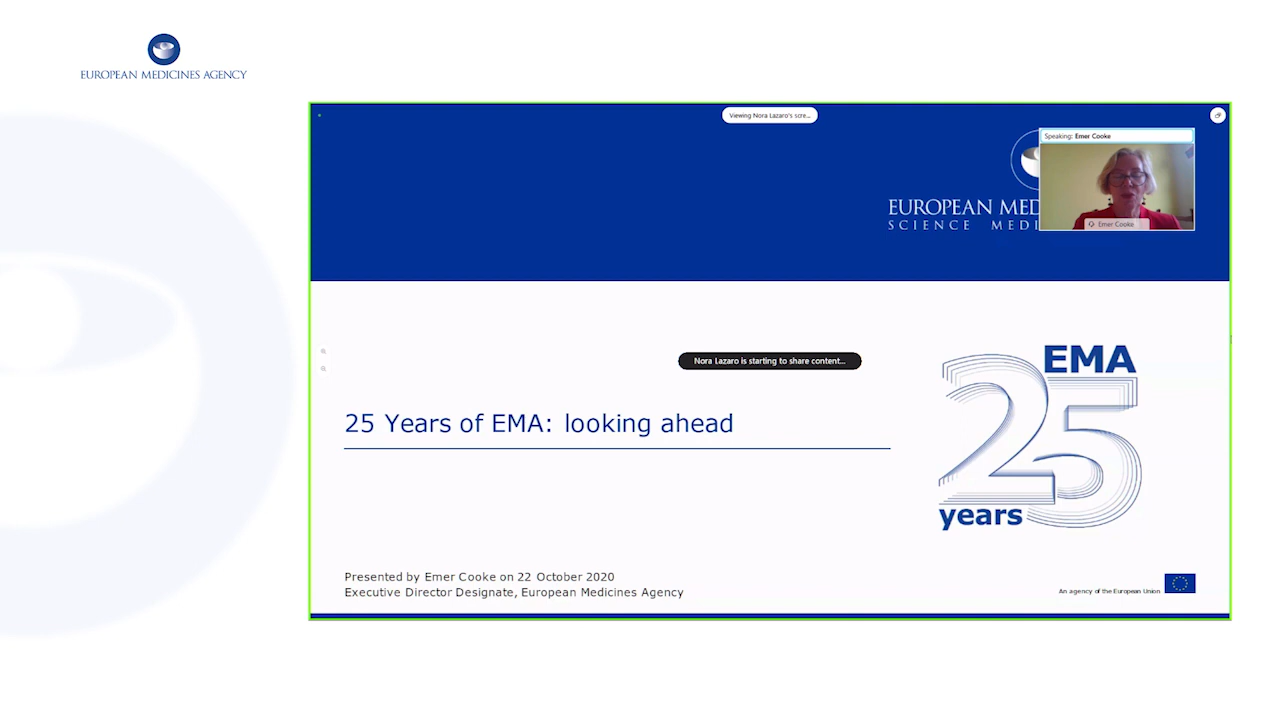 EUROPEAN MEDICINES AGENCY
Viewing Nora Lazaro's scre...
Speaking: Emer Cooke
EUROPEAN MED
SCIENCE MEDI
Emer Cooke
Nora Lazaro is starting to share content...
EMA
25
years
25 Years of EMA: looking ahead
Presented by Emer Cooke on 22 October 2020
Executive Director Designate, European Medicines Agency
An agency of the European Union